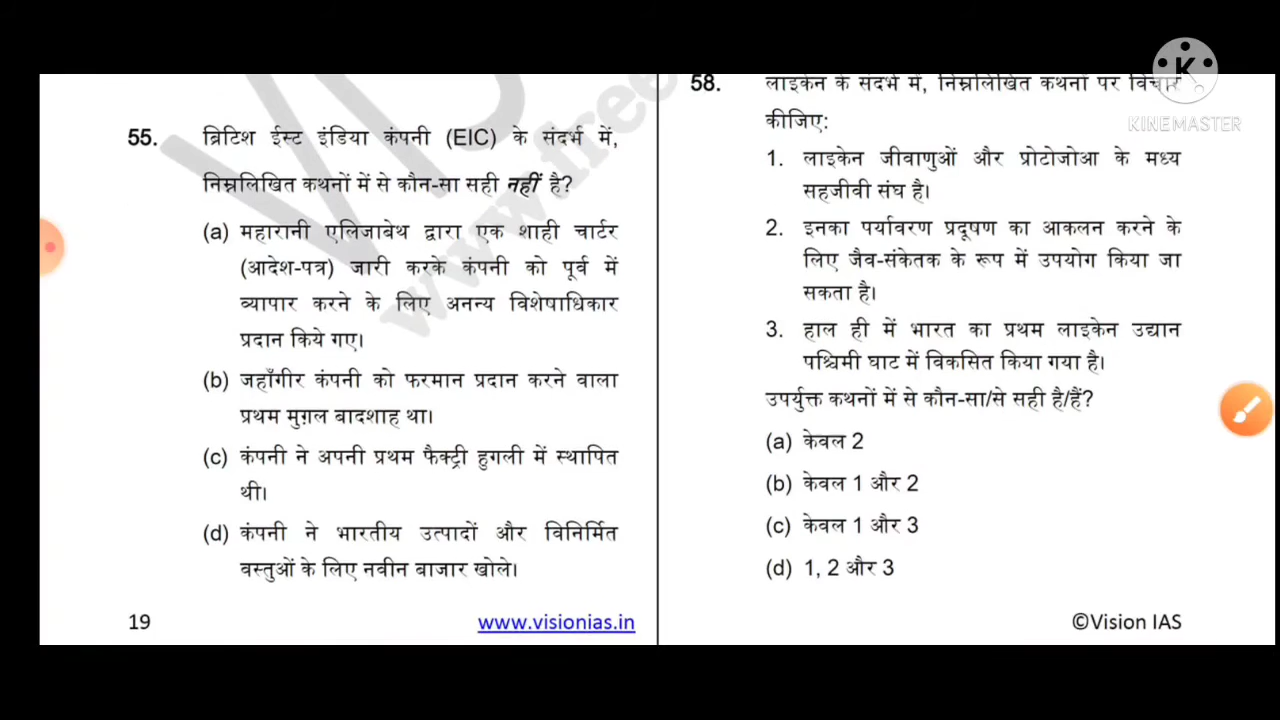 55. ब्रिटिश ईस्ट इंडिया कंपनी (EIC) के संदर्भ में,
निम्नलिखित कथनों में से कौन-सा सही नहीं है?
(a) महारानी एलिजाबेथ द्वारा एक शाही चार्टर
(आदेश-पत्र) जारी करके कंपनी को पूर्व में
व्यापार करने के लिए अनन्य विशेषाधिकार
प्रदान किये गए।
(b) जहाँगीर कंपनी को फरमान प्रदान करने वाला
प्रथम मुग़ल बादशाह था।
(c) कंपनी ने अपनी प्रथम फैक्ट्री हुगली में स्थापित
थी।
(d) कंपनी ने भारतीय उत्पादों और विनिर्मित
वस्तुओं के लिए नवीन बाजार खोले।
19
www.visionias.in
58. लाइकेन के संदर्भ में, निम्नलिखित कथनों पर विचार
कीजिए:
1. लाइकेन जीवाणुओं और प्रोटोजोआ के मध्य
सहजीवी संघ है।
2. इनका पर्यावरण प्रदूषण का आकलन करने के
लिए जैव-संकेतक के रूप में उपयोग किया जा
सकता है।
3. हाल ही में भारत का प्रथम लाइकेन उद्यान
पश्चिमी घाट में विकसित किया गया है।
उपर्युक्त कथनों में से कौन-सा/से सही है/हैं?
(a) केवल 2
(b) केवल 1 और 2
(c) केवल 1 और 3
(d) 1, 2 और 3
©Vision IAS
K
KINEMASTER
www.free